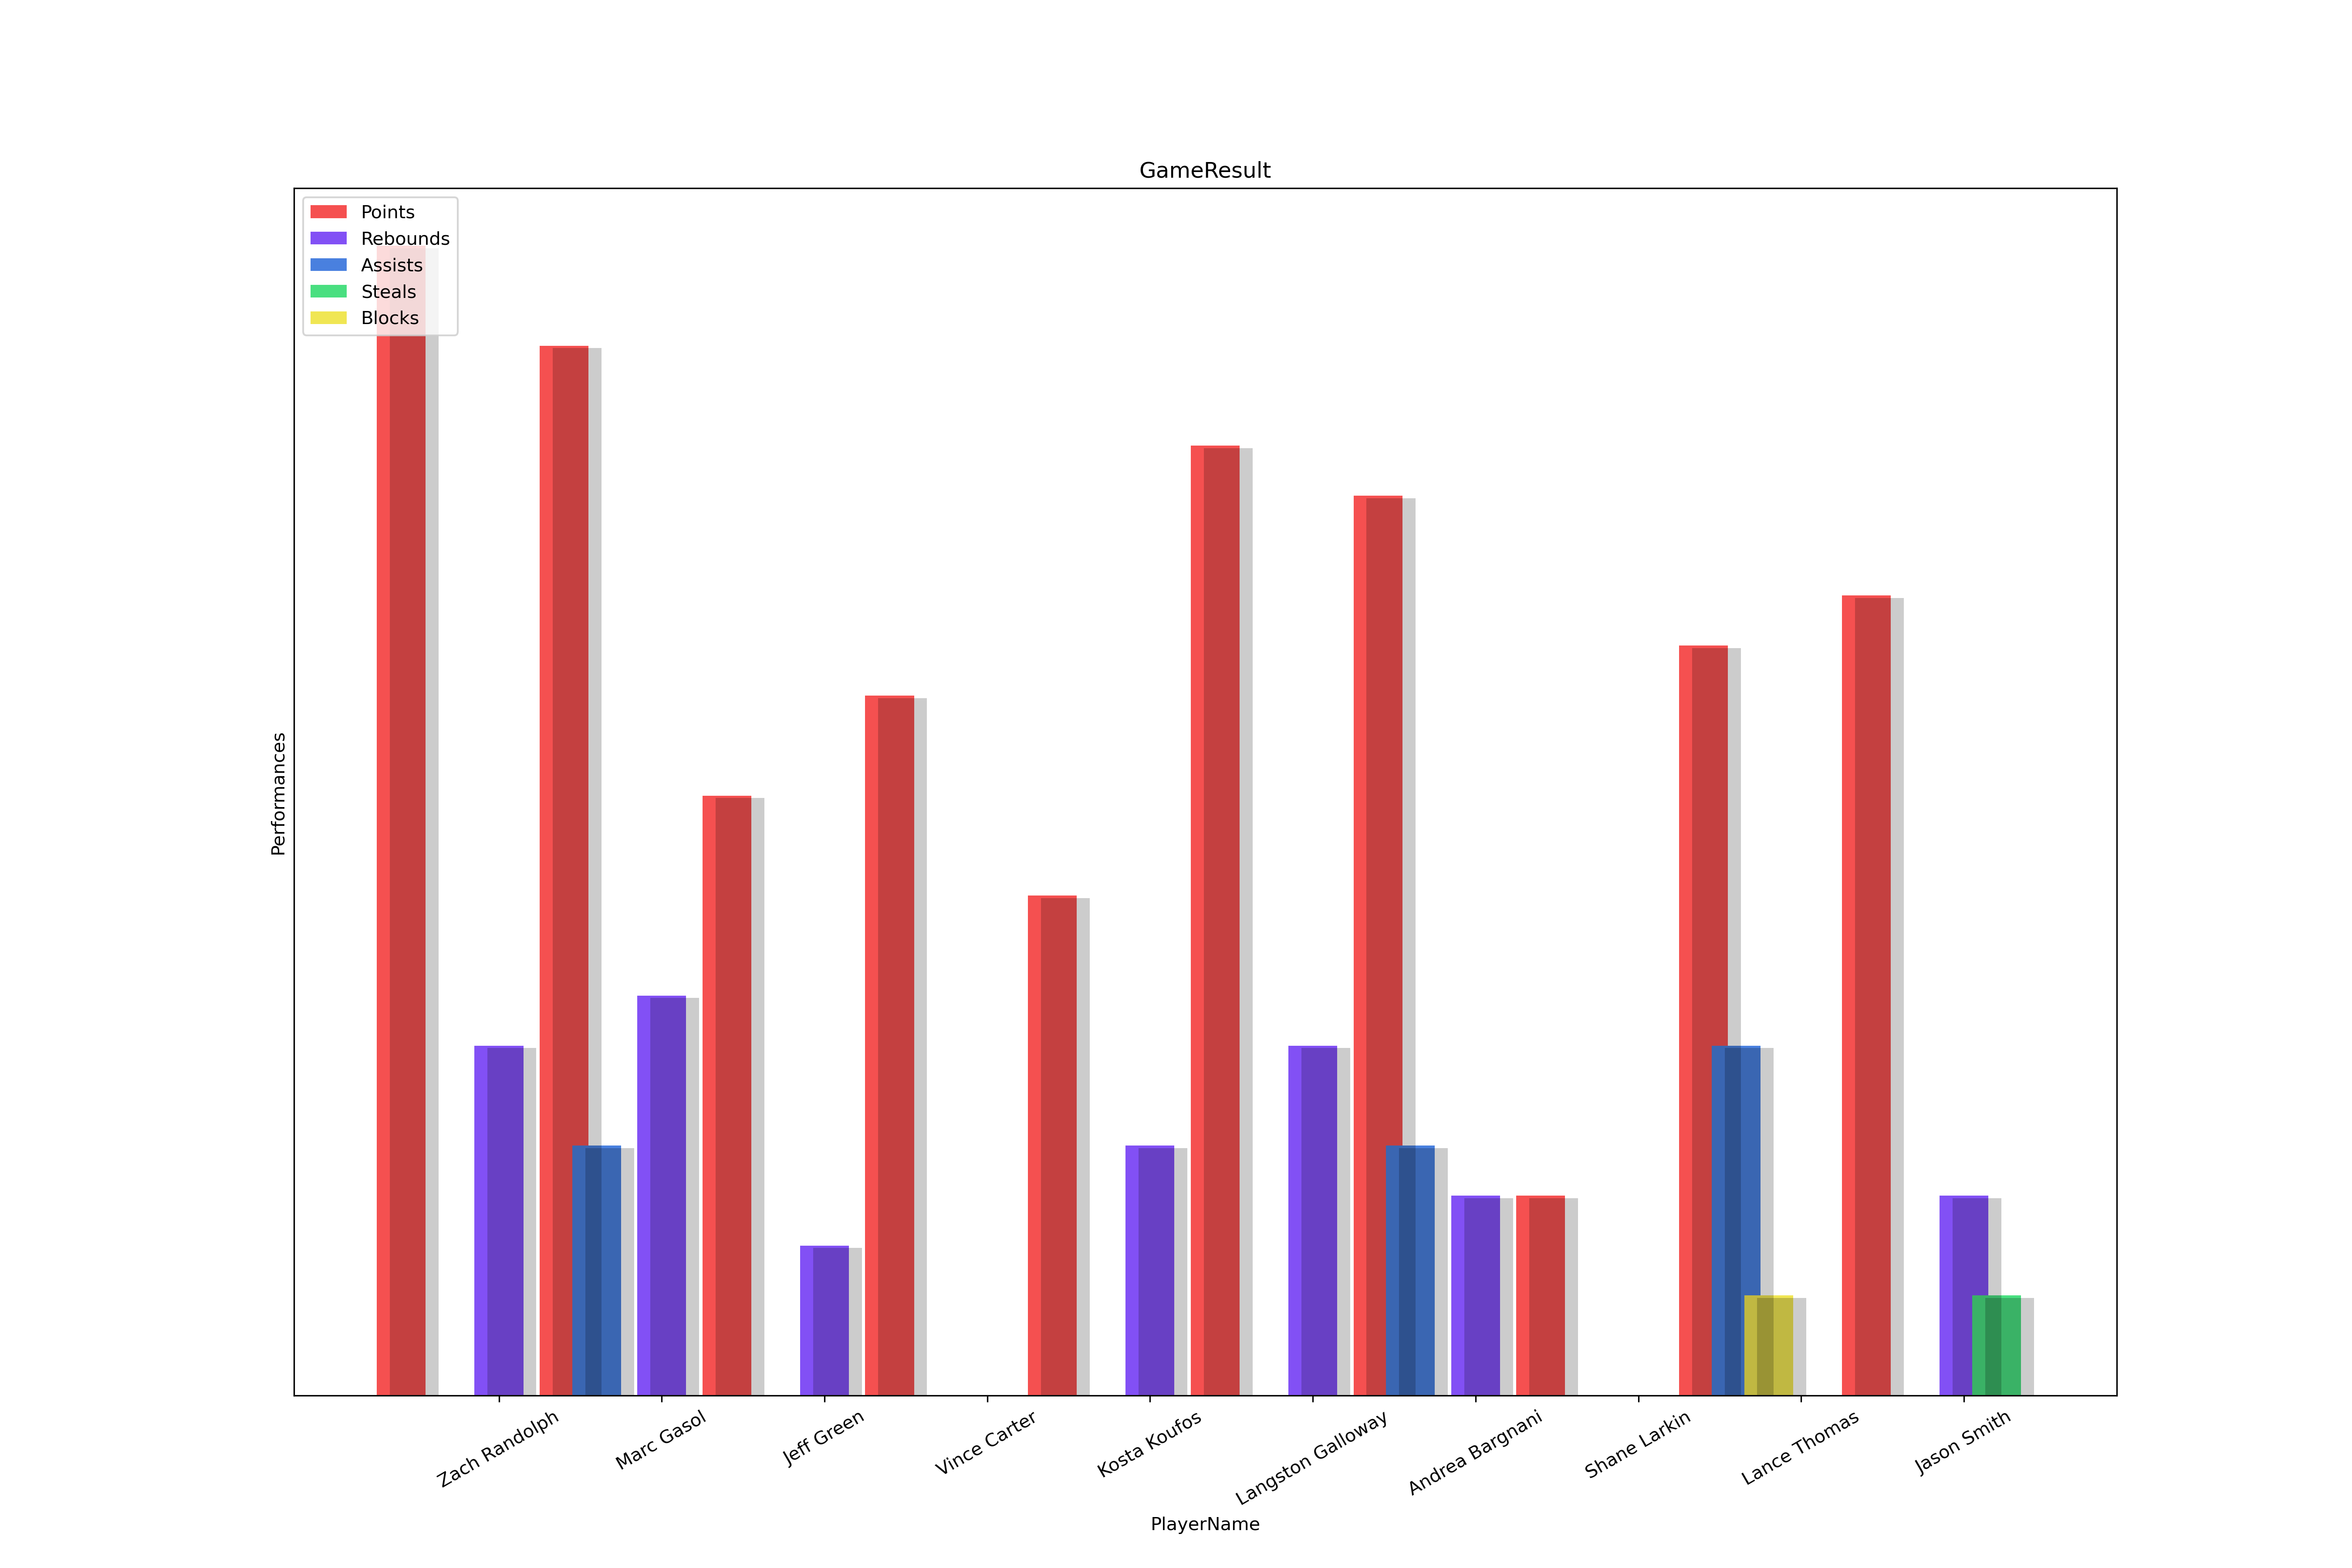 GameResult
Points
Rebounds
Assists
Steals
Blocks
Performances
Zach Randolph
Marc Gasol
Jeff Green
Vince Carter
Kosta Koufos
Langston Galloway
Andrea Bargnani
Shane Larkin
Lance Thomas
Jason Smith
PlayerName